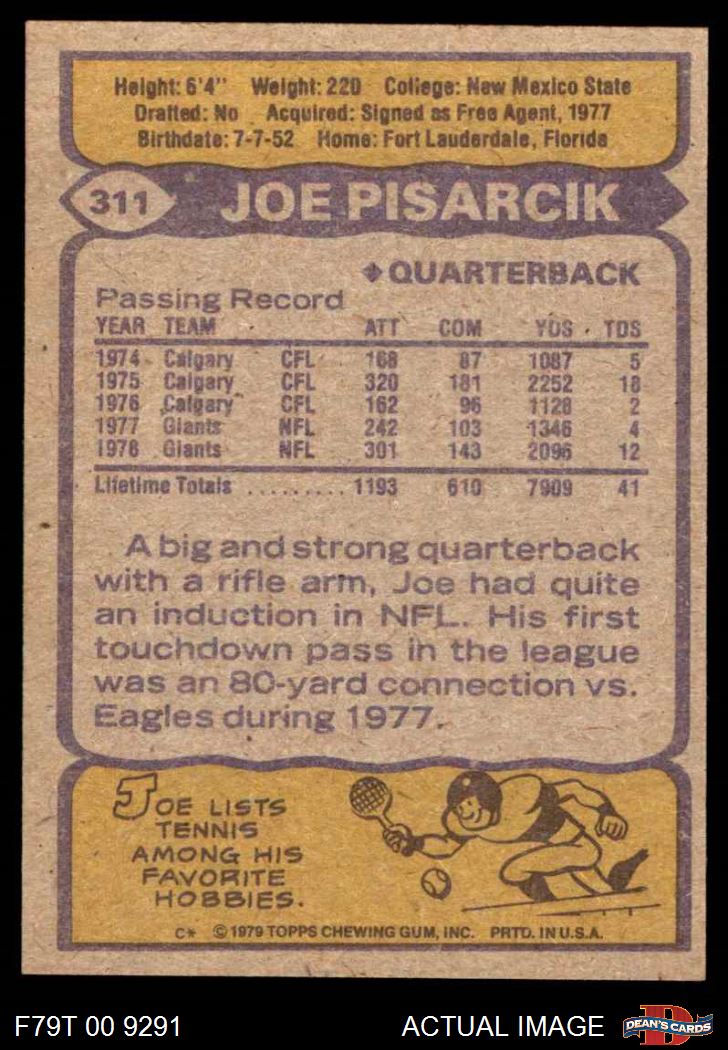 Height: 6'4" Weight: 220 College: New Mexico State
Drafted: No Acquired: Signed as Free Agent, 1977
Birthdate: 7-7-52 Home: Fort Lauderdale, Florida
311 JOE PISARCIK
QUARTERBACK
Passing Record
YEAR TEAM ATT COM YDS TDS
1974 Calgary CFL 168 87 1087 5
1975 Calgary CFL 320 181 2252 18
1976 Calgary CFL 162 96 1128 2
1977 Giants NFL 242 103 1346 4
1978 Giants NFL 301 143 2096 12
Lifetime Totals ......... 1193 610 7909 41
A big and strong quarterback
with a rifle arm, Joe had quite
an induction in NFL. His first
touchdown pass in the league
was an 80-yard connection vs.
Eagles during 1977.
JOE LISTS
TENNIS
AMONG HIS
FAVORITE
HOBBIES.
C* © 1979 TOPPS CHEWING GUM, INC. PRTD. IN U.S.A.
F79T 00 9291 ACTUAL IMAGE D DEAN'S CARDS